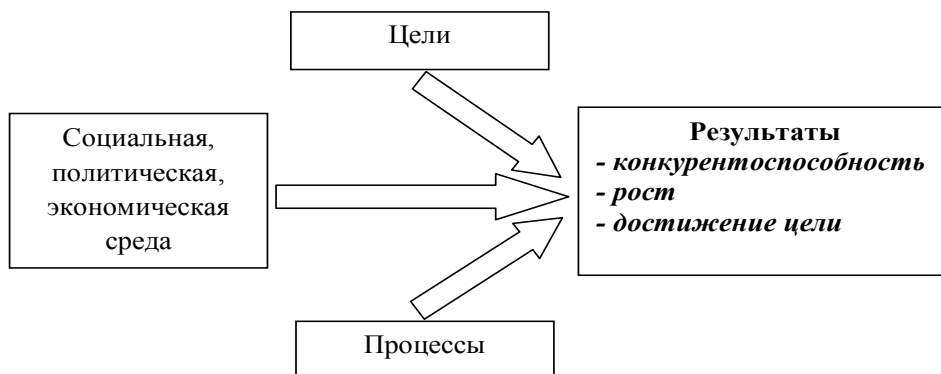 Цели
Социальная,
политическая,
экономическая
среда
Результаты
- конкурентоспособность
- рост
- достижение цели
Процессы